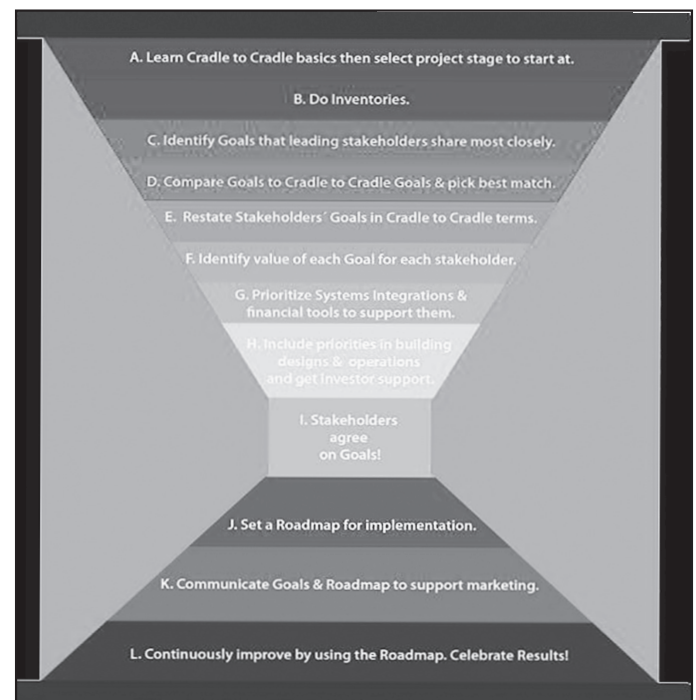 A. Learn Cradle to Cradle basics then select project stage to start at.
B. Do Inventories.
C. Identify Goals that leading stakeholders share most closely.
D. Compare Goals to Cradle to Cradle Goals & pick best match.
E. Restate Stakeholders´ Goals in Cradle to Cradle terms.
F. Identify value of each Goal for each stakeholder.
G. Prioritize Systems Integrations &
financial tools to support them.
H. Include priorities in building
designs & operations
and get investor support.
I. Stakeholders
agree
on Goals!
J. Set a Roadmap for implementation.
K. Communicate Goals & Roadmap to support marketing.
L. Continuously improve by using the Roadmap. Celebrate Results!